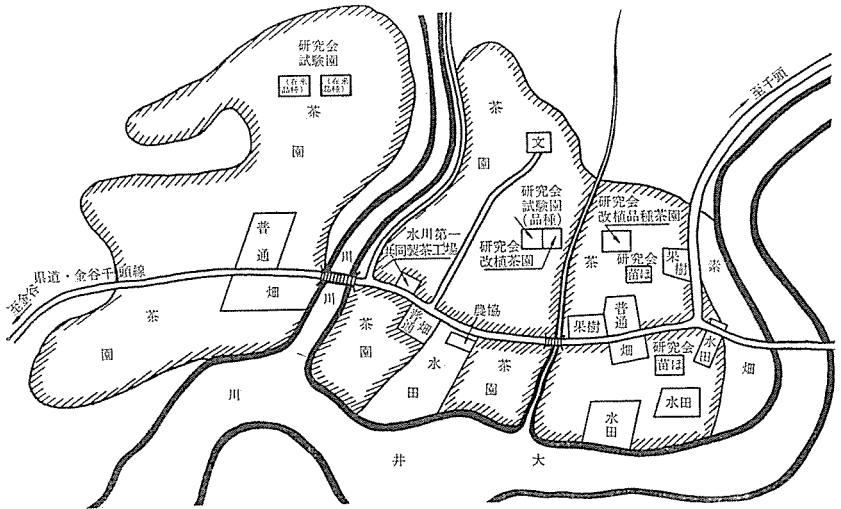 研究会
試験園
（在来
品種）
（在来
品種）
茶
園
普
通
畑
県道・金谷千頭線
至金谷
茶
園
川
川
川
水川第一
共同製茶工場
茶
園
文
研究会
試験園
（品種）
研究会
改植茶園
研究会
改植品種茶園
茶
園
研究会
苗ほ
果樹
至千頭
素
畑
普通畑
農協
水
田
茶
園
茶
園
果樹
普
通
畑
研究会
苗ほ
水田
水田
水田
井
大